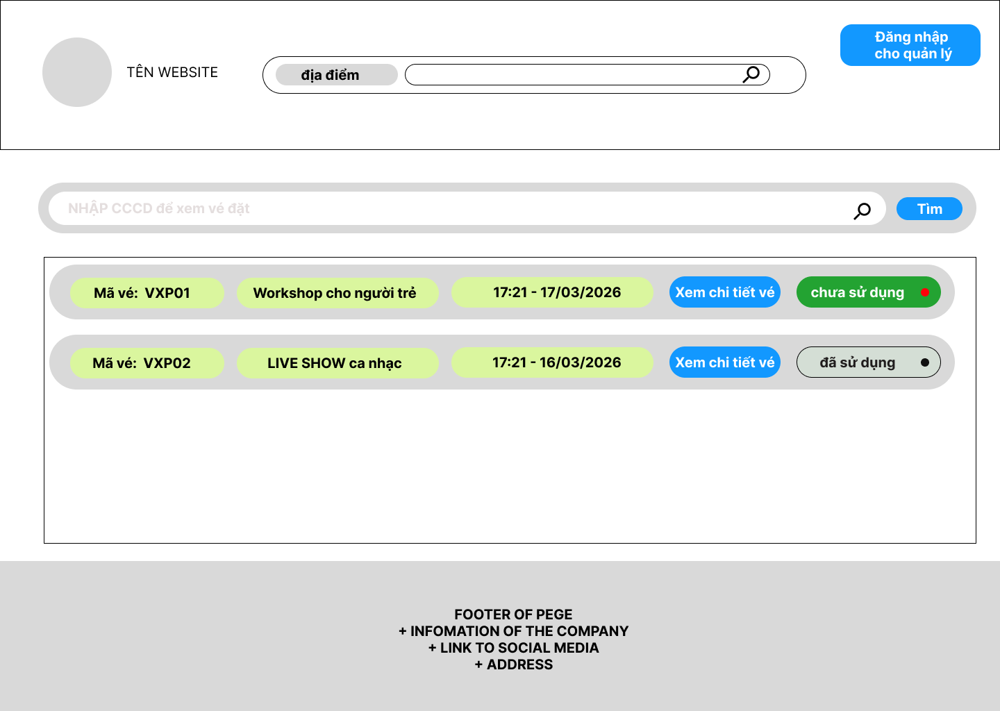 Đăng nhập
cho quản lý
TÊN WEBSITE
địa điểm
NHẬP CCCD để xem vé đặt
Tìm
Mã vé: VXP01
Workshop cho người trẻ
17:21 - 17/03/2026
Xem chi tiết vé
chưa sử dụng
Mã vé: VXP02
LIVE SHOW ca nhạc
17:21 - 16/03/2026
Xem chi tiết vé
đã sử dụng
FOOTER OF PEGE
+ INFOMATION OF THE COMPANY
+ LINK TO SOCIAL MEDIA
+ ADDRESS